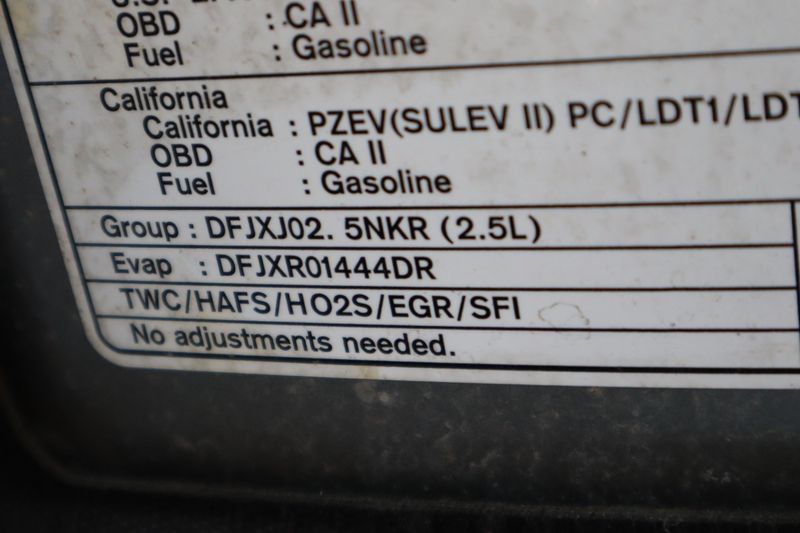 OBD : CA II
Fuel : Gasoline
California
California : PZEV(SULEV II) PC/LDT1/LDT
OBD : CA II
Fuel : Gasoline
Group : DFJXJ02. 5NKR (2.5L)
Evap : DFJXR01444DR
TWC/HAFS/HO2S/EGR/SFI
No adjustments needed.